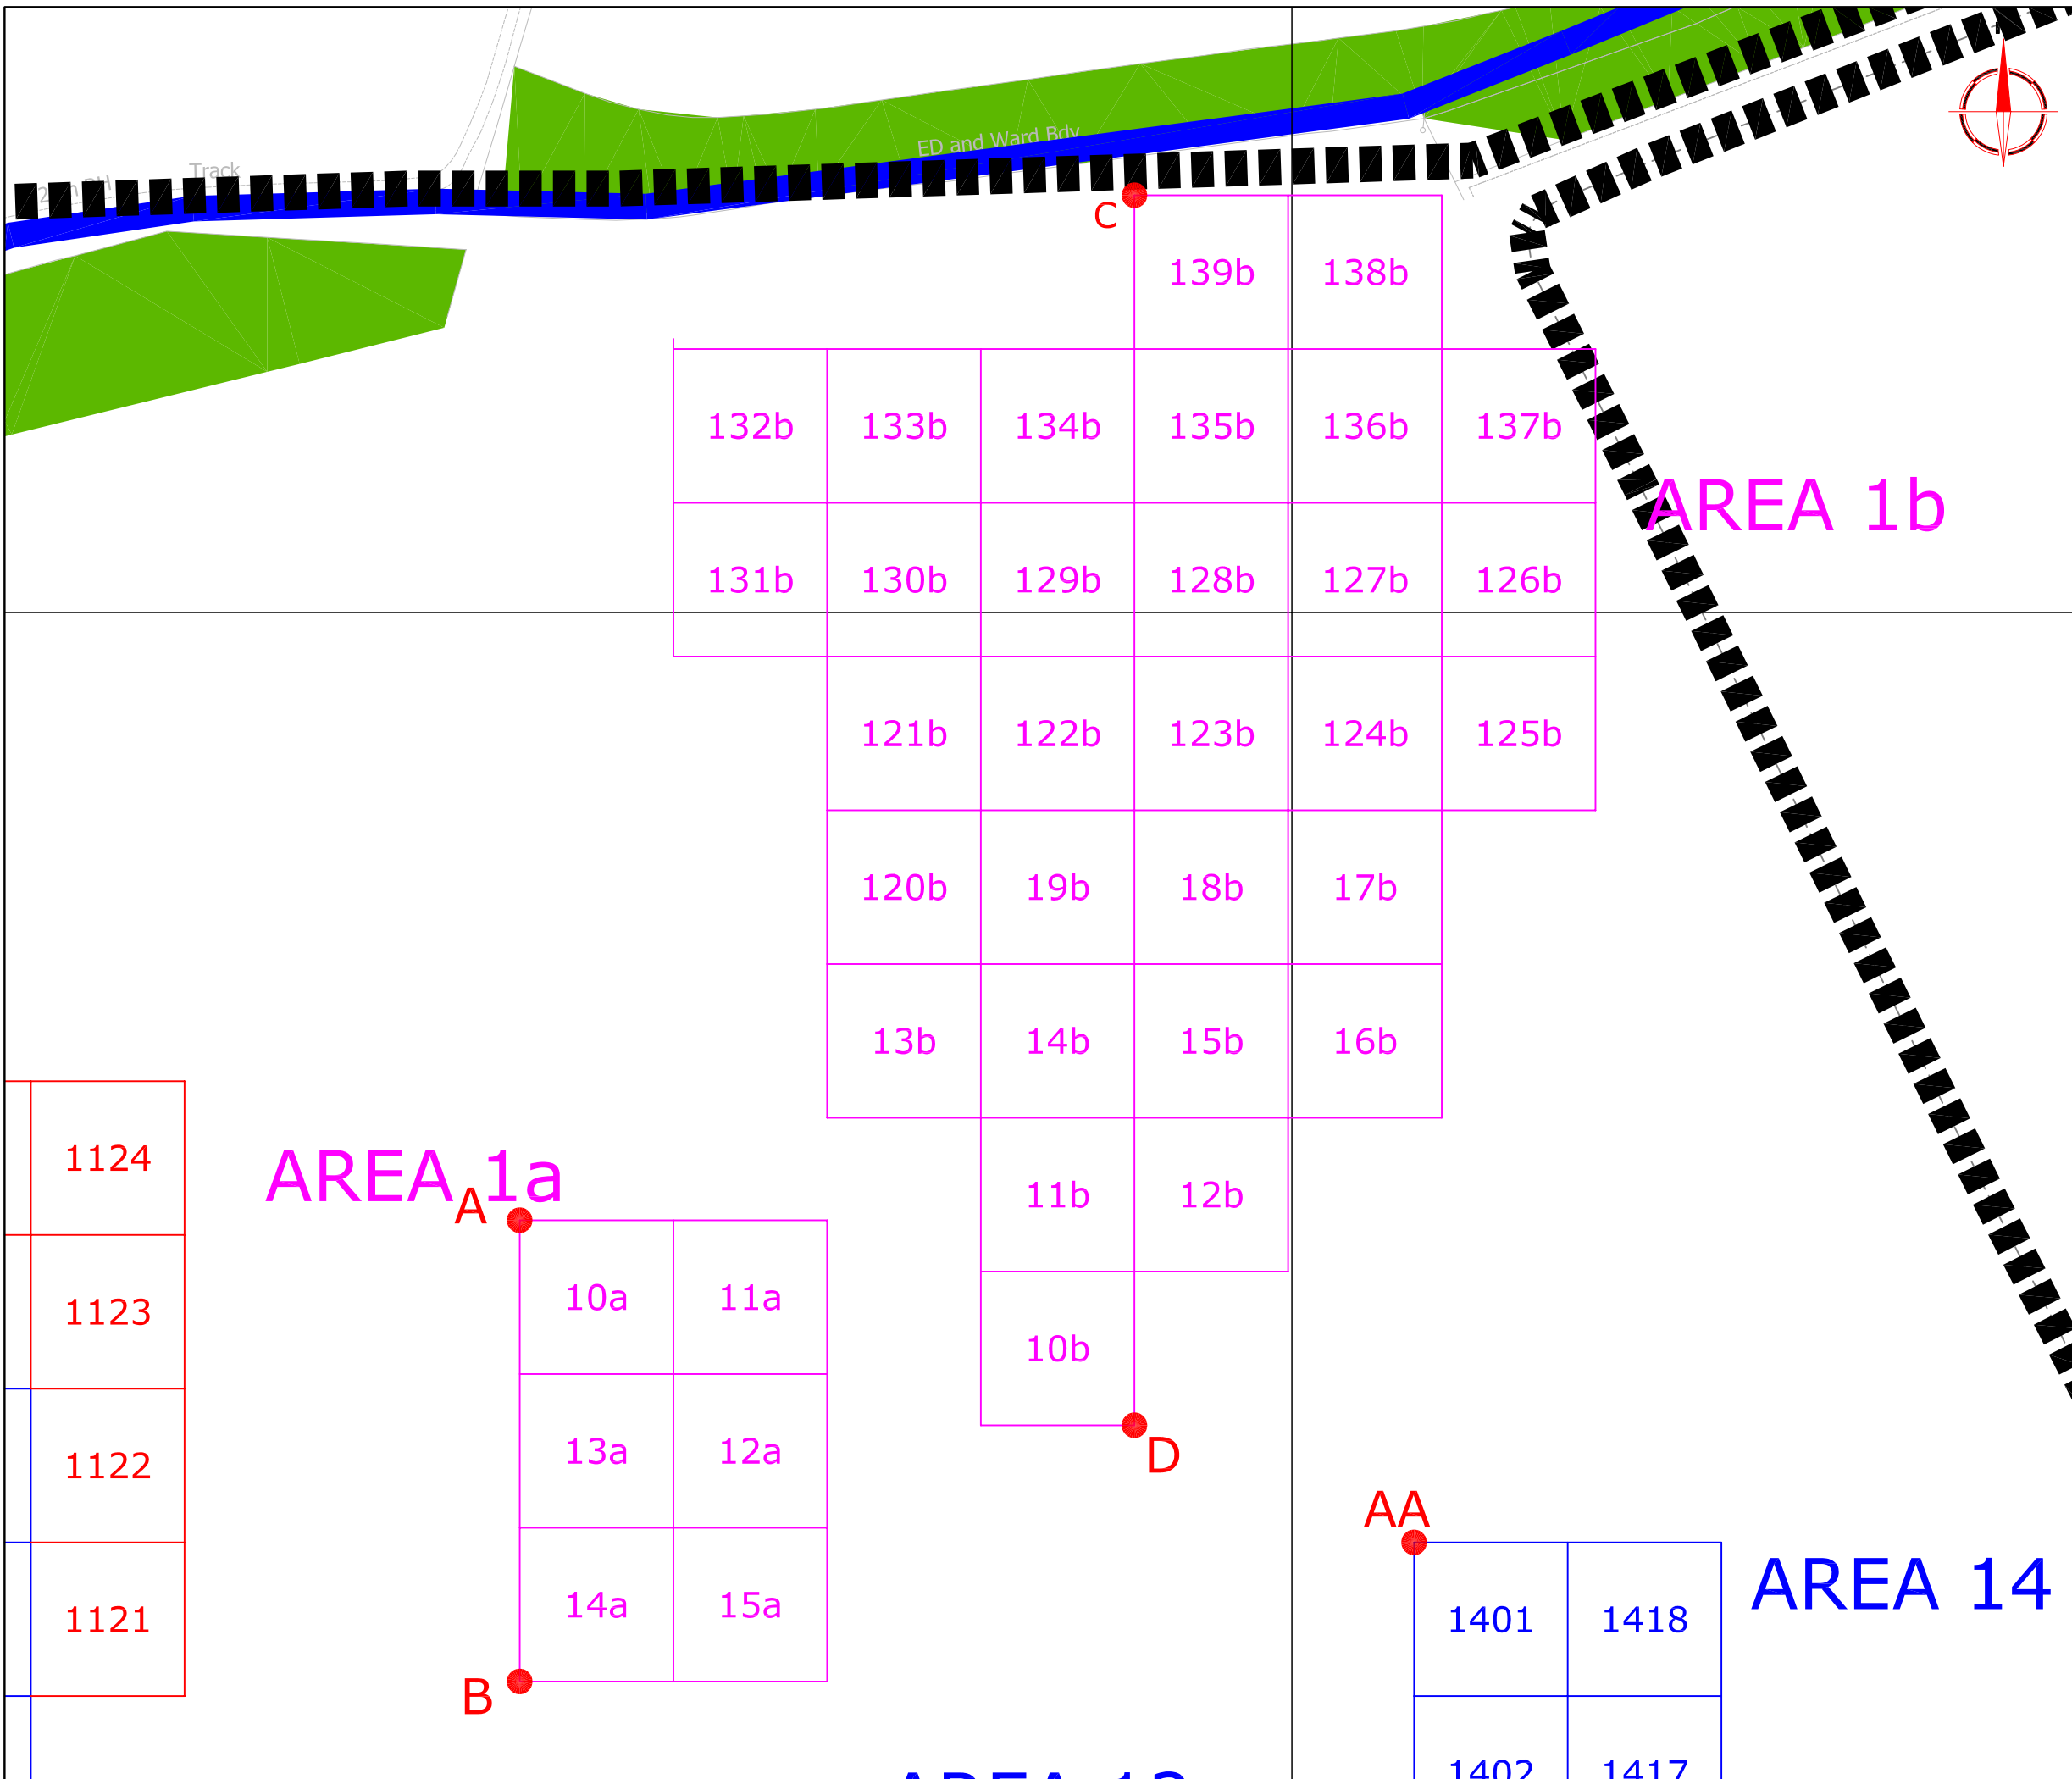 ED and Ward Bdy
Track
C
139b 138b
132b 133b 134b 135b 136b 137b
AREA 1b
131b 130b 129b 128b 127b 126b
121b 122b 123b 124b 125b
120b 19b 18b 17b
13b 14b 15b 16b
1124
AREA 1a
11b 12b
A
1123
10a 11a
10b
1122
13a 12a
D
AA
AREA 14
1121
14a 15a
1401 1418
B
1402 1417